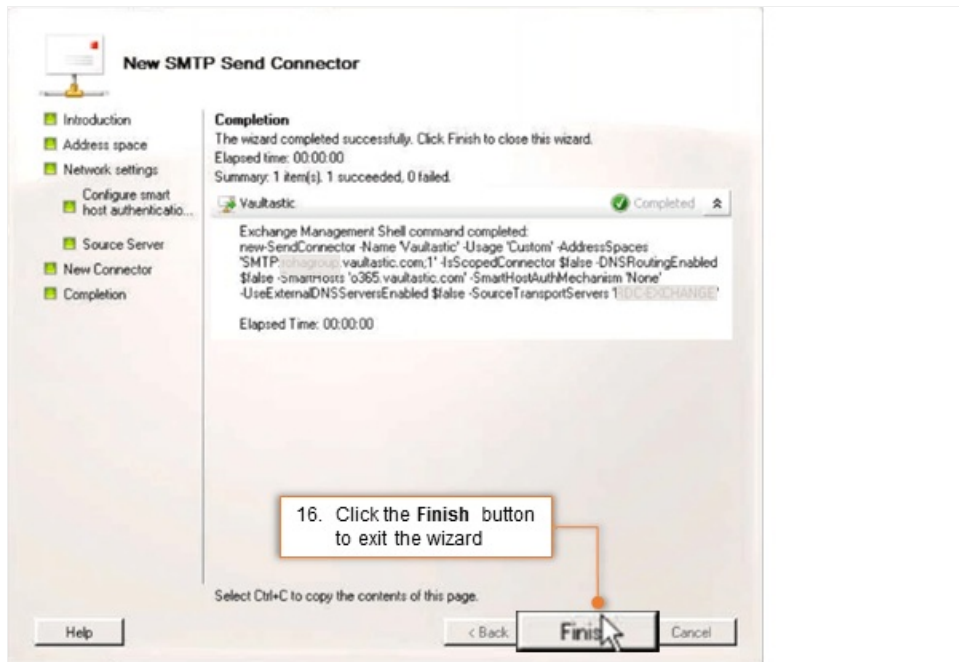 New SMTP Send Connector
Introduction
Address space
Network settings
Configure smart
host authenticatio...
Source Server
New Connector
Completion
Completion
The wizard completed successfully. Click Finish to close this wizard.
Elapsed time: 00:00:00
Summary: 1 item(s). 1 succeeded, 0 failed.
Vaultastic
Completed
Exchange Management Shell command completed:
new-SendConnector -Name 'Vaultastic' -Usage 'Custom' -AddressSpaces
'SMTP: vaultastic.com;1' -IsScopedConnector $false -DNSRoutingEnabled
$false -SmartHosts 'o365.vaultastic.com' -SmartHostAuthMechanism 'None'
-UseExternalDNSServersEnabled $false -SourceTransportServers
Elapsed Time: 00:00:00
16. Click the Finish button
to exit the wizard
Select Ctrl+C to copy the contents of this page.
Help
< Back
Finis
Cancel